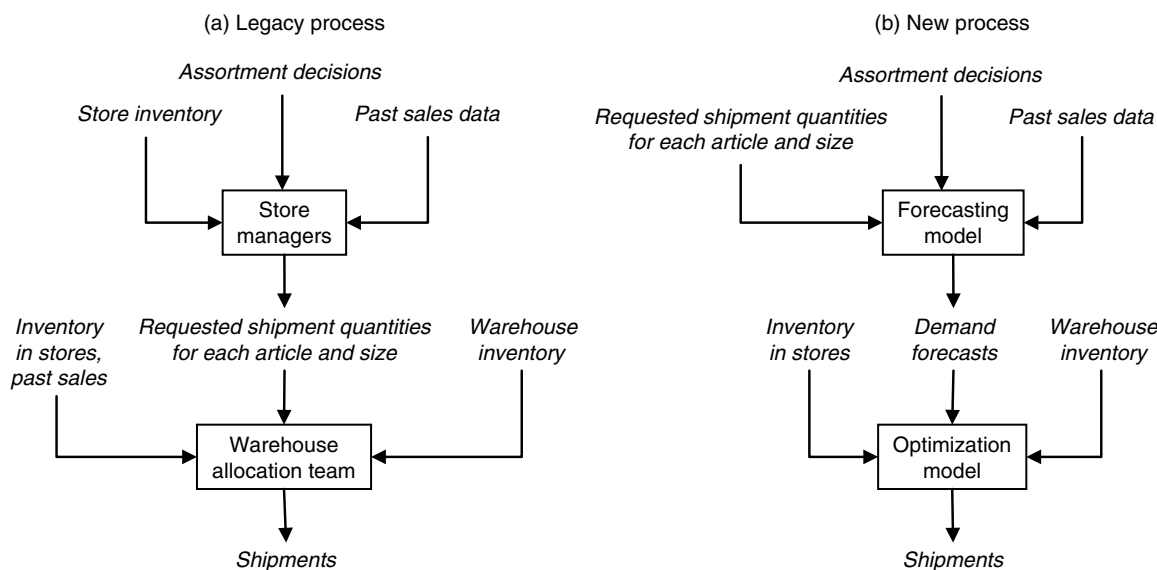 (a) Legacy process
Assortment decisions
Store inventory
Past sales data
Store
managers
Inventory
in stores,
past sales
Requested shipment quantities
for each article and size
Warehouse
inventory
Warehouse
allocation team
Shipments
(b) New process
Assortment decisions
Requested shipment quantities
for each article and size
Past sales data
Forecasting
model
Inventory
in stores
Demand
forecasts
Warehouse
inventory
Optimization
model
Shipments